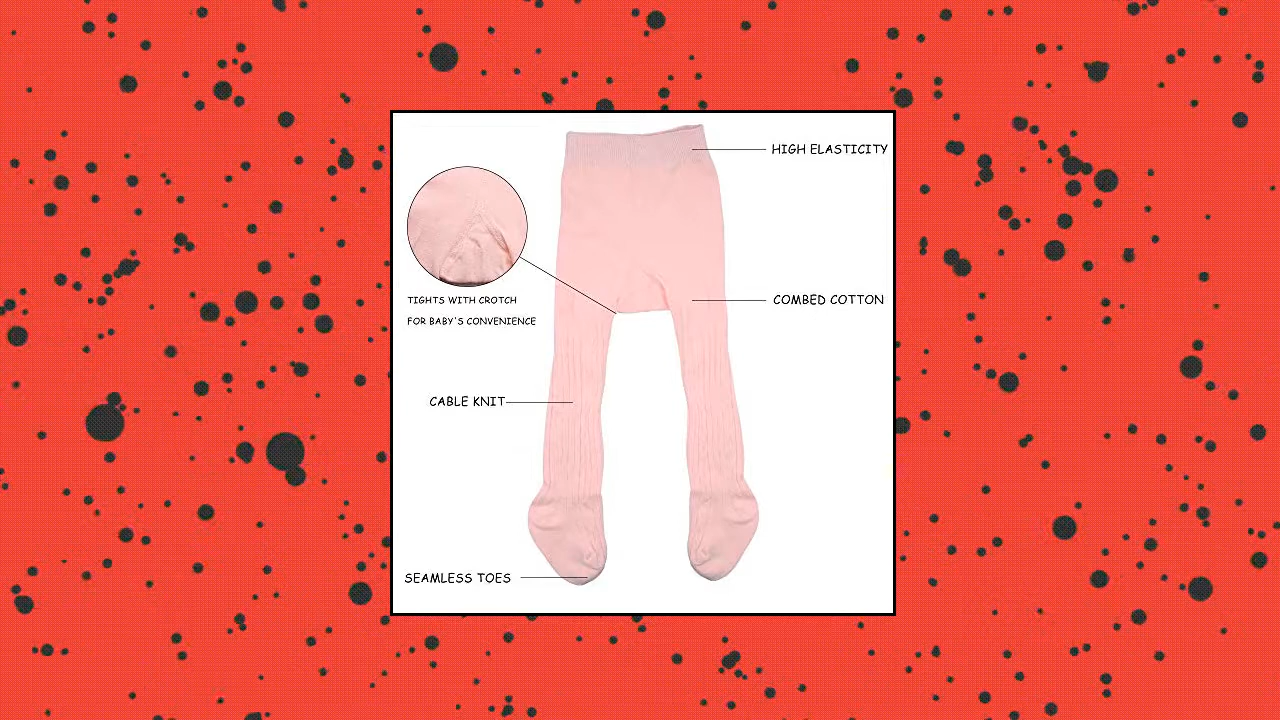 HIGH ELASTICITY
TIGHTS WITH CROTCH
FOR BABY'S CONVENIENCE
COMBED COTTON
CABLE KNIT
SEAMLESS TOES